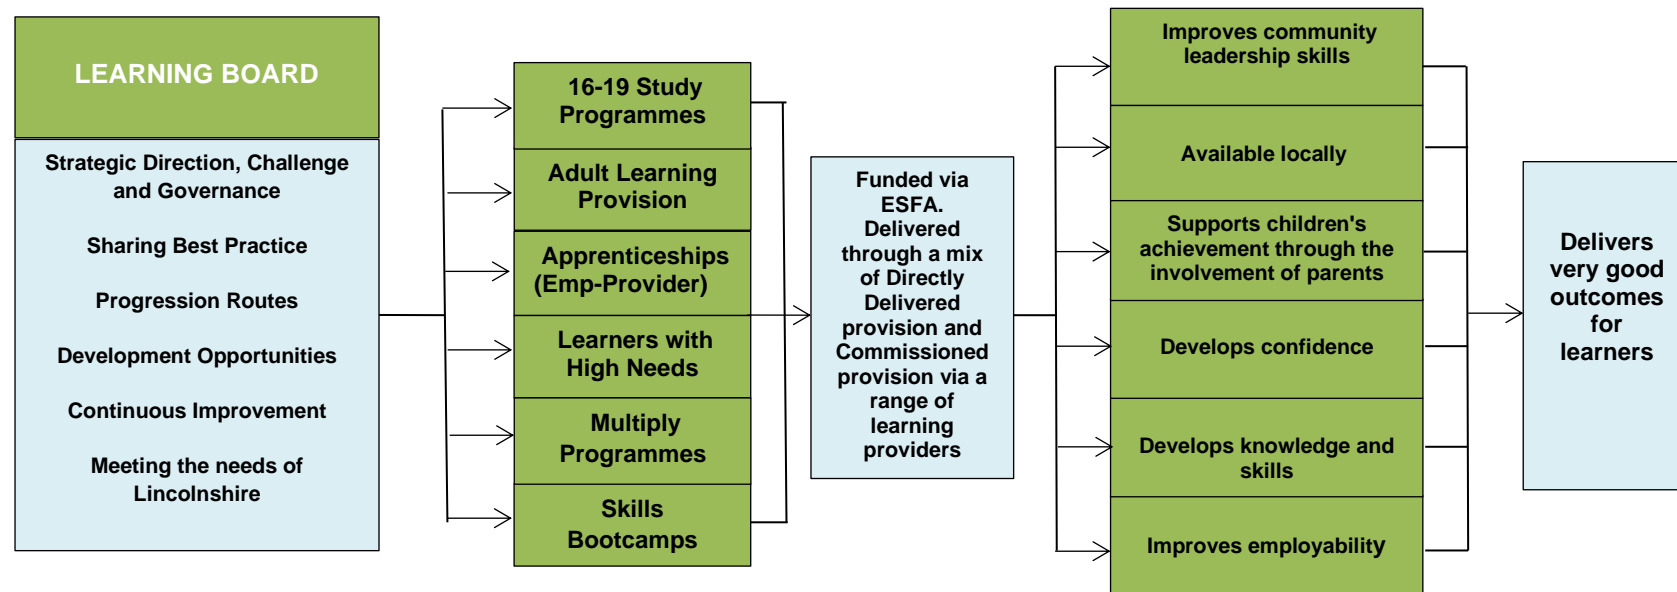 LEARNING BOARD
Strategic Direction, Challenge
and Governance
Sharing Best Practice
Progression Routes
Development Opportunities
Continuous Improvement
Meeting the needs of
Lincolnshire
16-19 Study
Programmes
Adult Learning
Provision
Apprenticeships
(Emp-Provider)
Learners with
High Needs
Multiply
Programmes
Skills
Bootcamps
Funded via
ESFA.
Delivered
through a mix
of Directly
Delivered
provision and
Commissioned
provision via a
range of
learning
providers
Improves community
leadership skills
Available locally
Supports children's
achievement through the
involvement of parents
Develops confidence
Develops knowledge and
skills
Improves employability
Delivers
very good
outcomes
for
learners